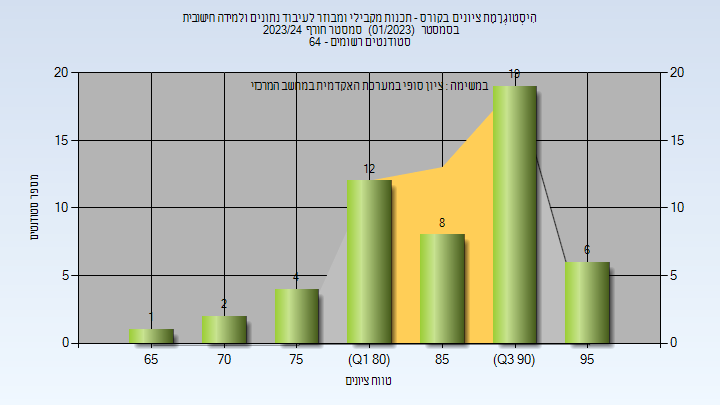 היסטוגרמת ציונים בקורס - תכנות מקבילי ומבוזר לעיבוד נתונים ולמידה חישובית
בסמסטר (01/2023) סמסטר חורף 2023/24
סטודנטים רשומים - 64
במשימה : ציון סופי במערכת האקדמית במחשב המרכזי
20 20
15 15
10 10
5 5
0 0
1 2 4 12 8 19 6
65 70 75 (Q1 80) 85 (Q3 90) 95
מספר סטודנטים
טווח ציונים